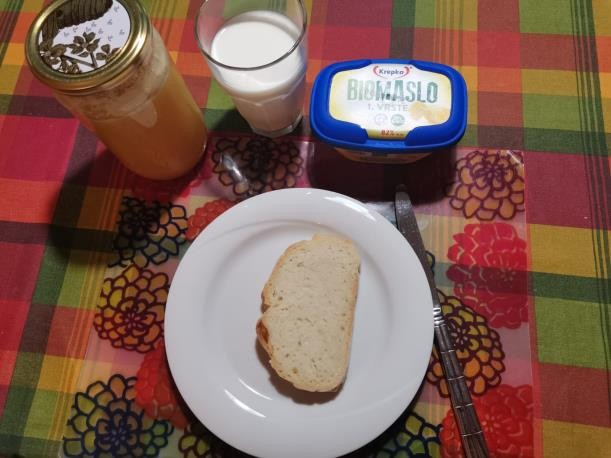 Krepko
BIOMASLO
1. VRSTE
82%